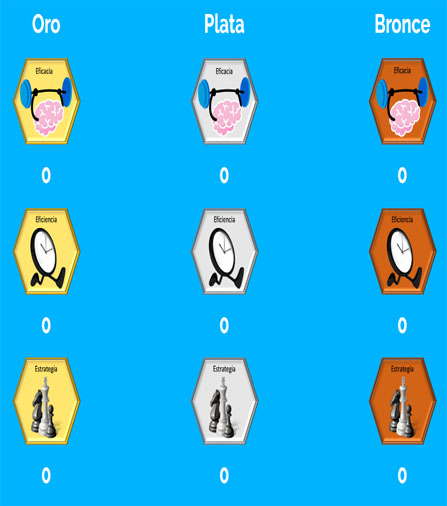 Oro Plata Bronce
Eficacia Eficacia Eficacia
0 0 0
Eficiencia Eficiencia Eficiencia
0 0 0
Estrategia Estrategia Estrategia
0 0 0